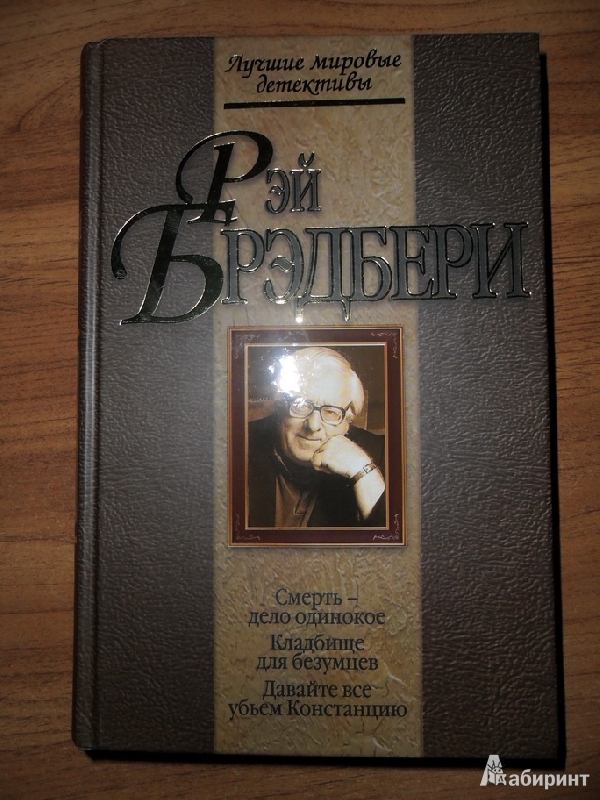 Лучшие мировые
детективы
Рэй
Брэдбери
Смерть –
дело одинокое
Кладбище
для безумцев
Давайте все
убьем Констанцию
Лабиринт